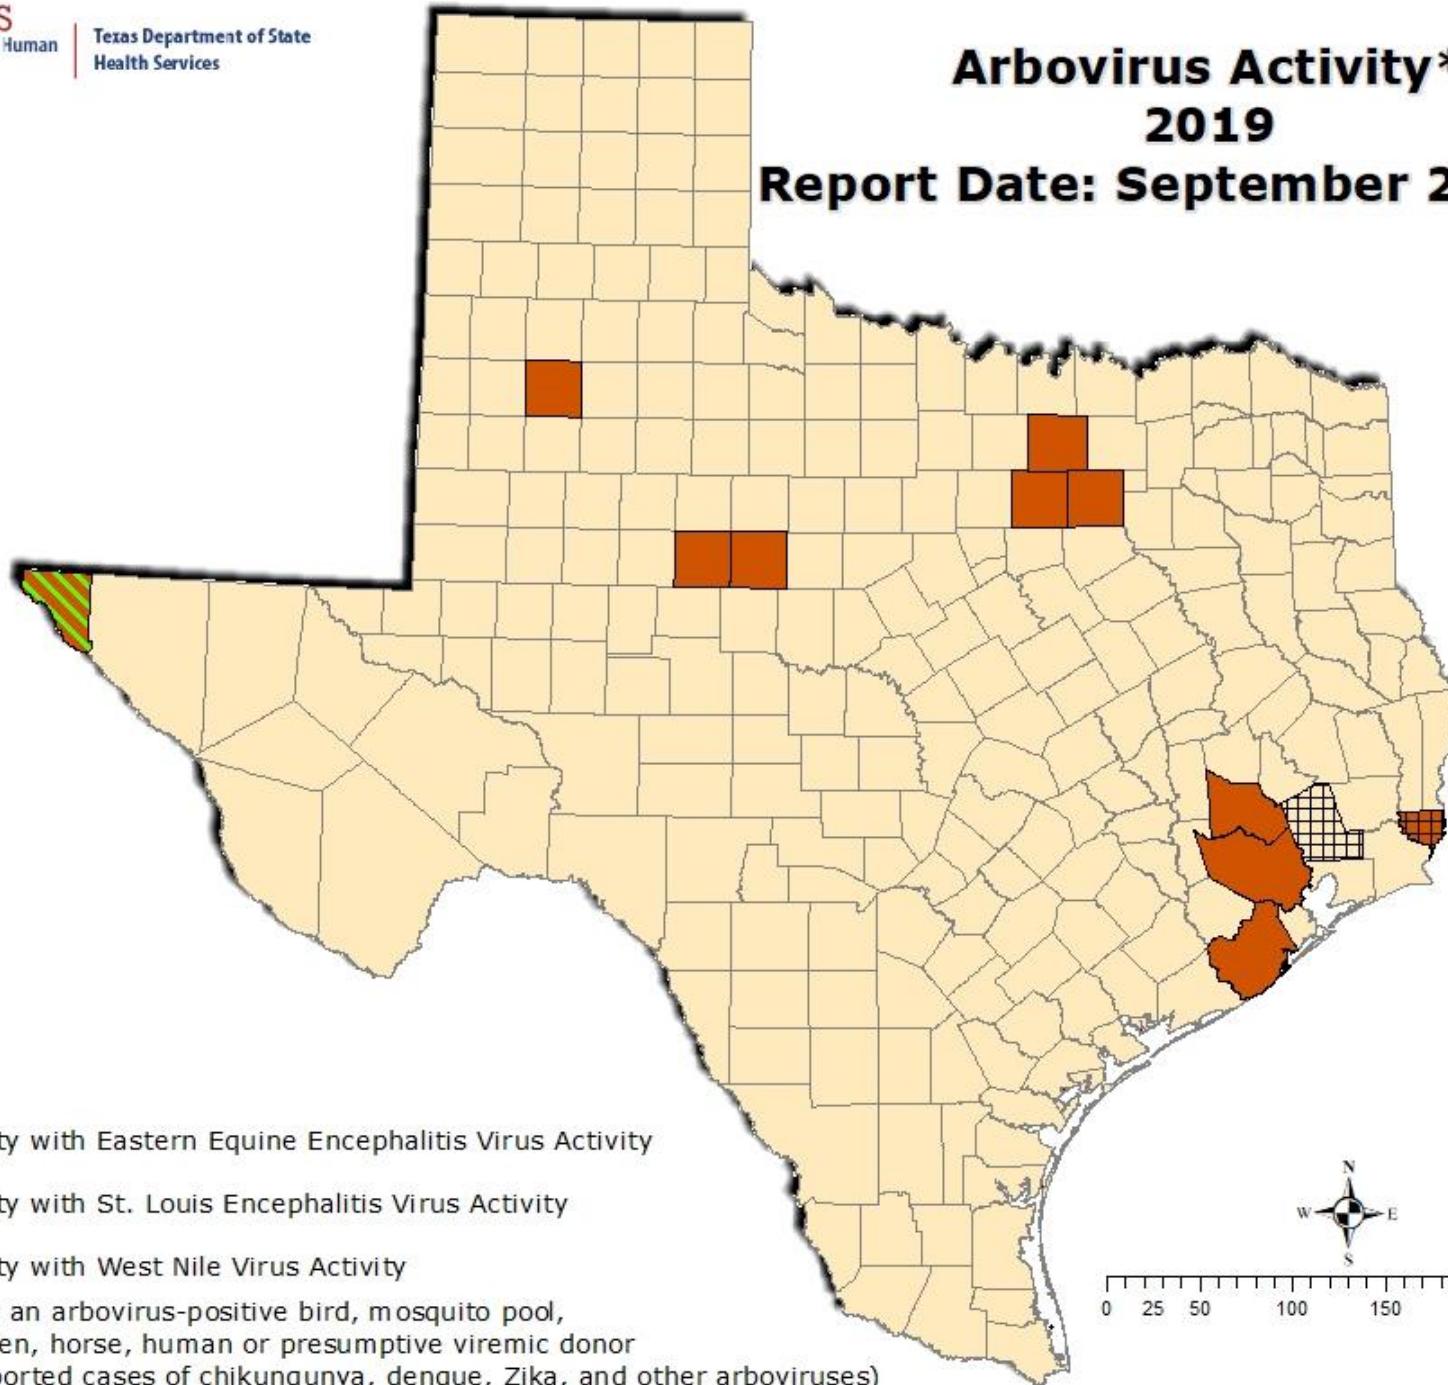 S
Human
Texas Department of State
Health Services
Arbovirus Activity*
2019
Report Date: September 2
ty with Eastern Equine Encephalitis Virus Activity
ty with St. Louis Encephalitis Virus Activity
ty with West Nile Virus Activity
an arbovirus-positive bird, mosquito pool,
en, horse, human or presumptive viremic donor
ported cases of chikungunya, dengue, Zika, and other arboviruses)
N
W E
S
0 25 50 100 150